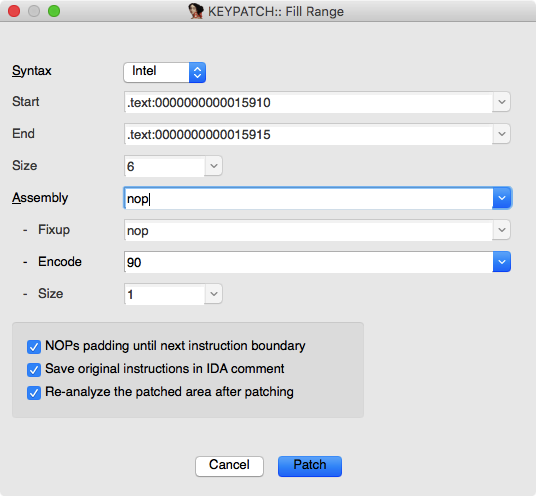 KEYPATCH:: Fill Range
Syntax Intel
Start .text:0000000000015910
End .text:0000000000015915
Size 6
Assembly nop
- Fixup nop
- Encode 90
- Size 1
NOPs padding until next instruction boundary
Save original instructions in IDA comment
Re-analyze the patched area after patching
Cancel Patch